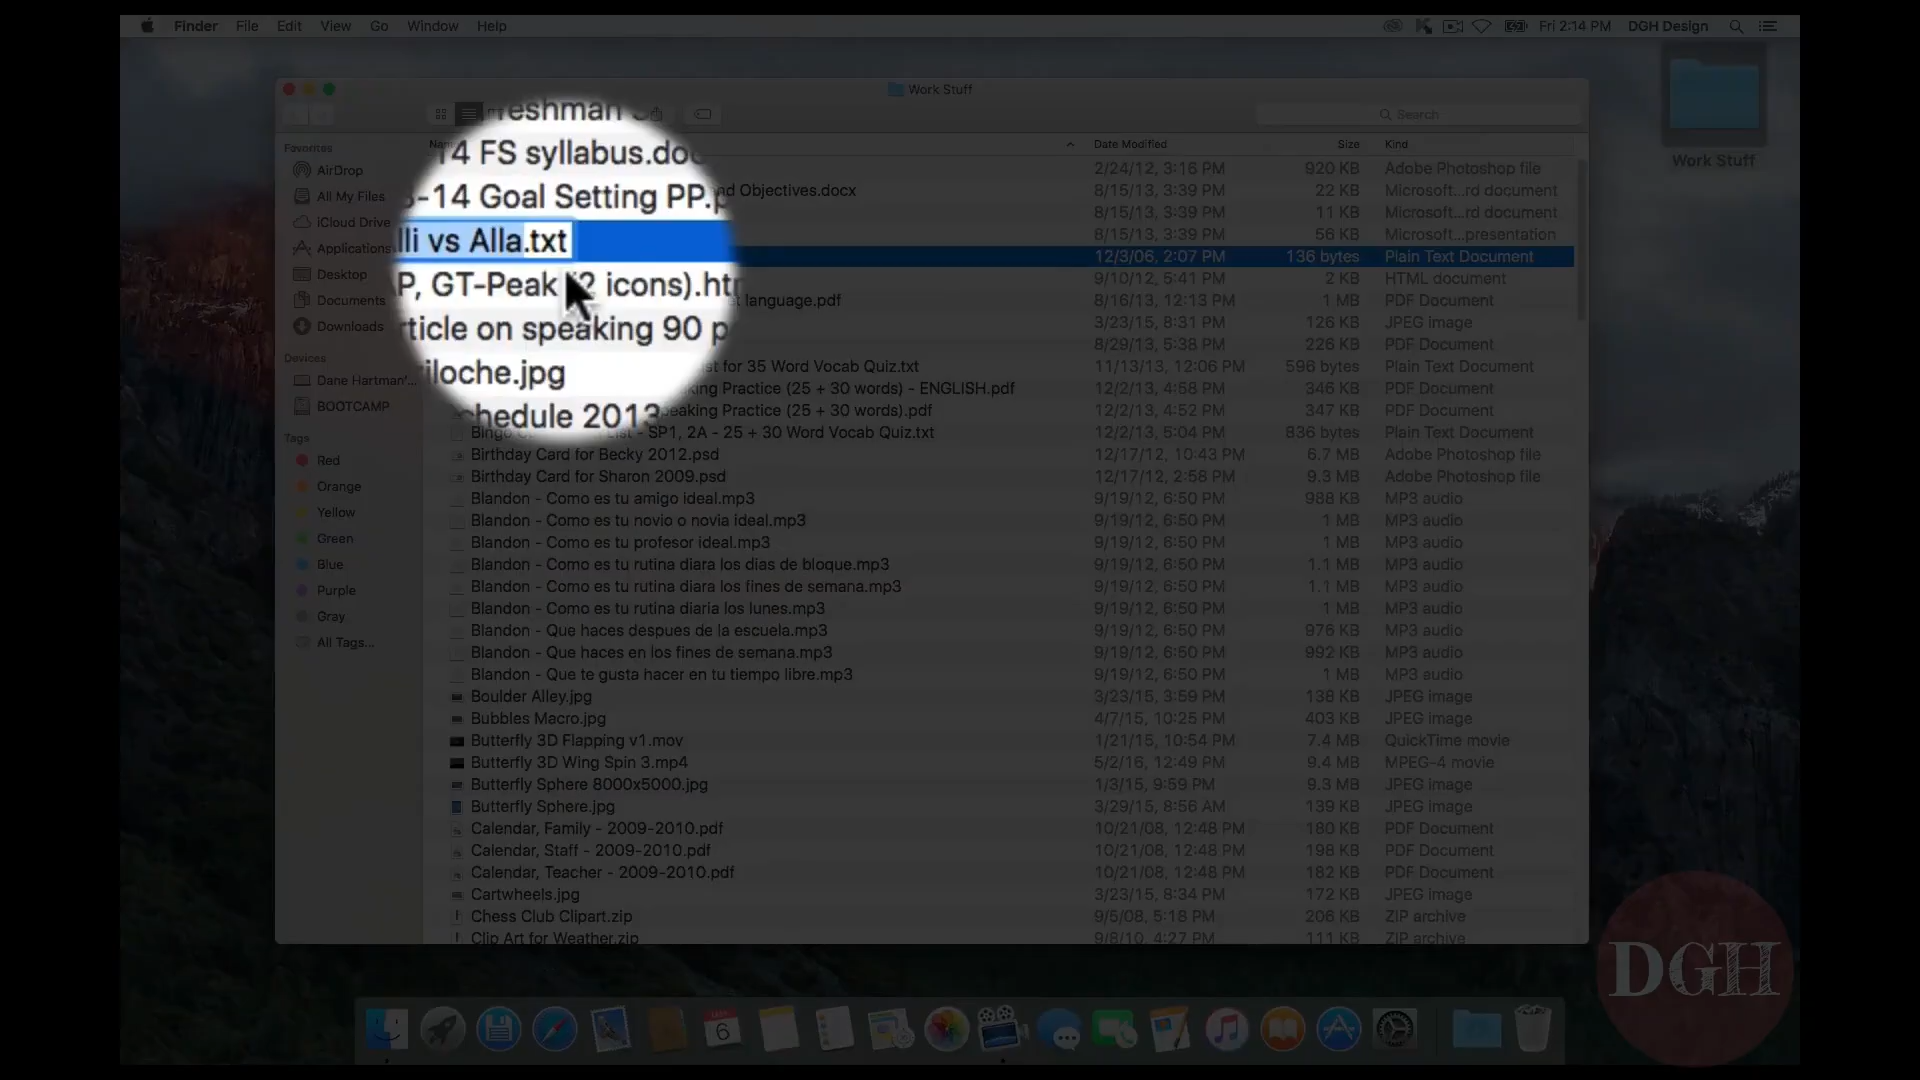 Finder File Edit View Go Window Help
Fri 2:14 PM DGH Design
Work Stuff
Search
Work Stuff
Favorites
AirDrop
All My Files
iCloud Drive
Applications
Desktop
Documents
Downloads
Devices
Dane Hartman'...
BOOTCAMP
Tags
Red
Orange
Yellow
Green
Blue
Purple
Gray
All Tags...
Date Modified Size Kind
eshman
14 FS syllabus.doc
-14 Goal Setting PP.p
lli vs Alla.txt
P, GT-Peak (2 icons).ht
rticle on speaking 90 p
iloche.jpg
chedule 2013
2/24/12, 3:16 PM 920 KB Adobe Photoshop file
nd Objectives.docx 8/15/13, 3:39 PM 22 KB Microsoft...rd document
8/15/13, 3:39 PM 11 KB Microsoft...rd document
8/15/13, 3:39 PM 56 KB Microsoft...presentation
12/3/06, 2:07 PM 136 bytes Plain Text Document
9/10/12, 5:41 PM 2 KB HTML document
language.pdf 8/16/13, 12:13 PM 1 MB PDF Document
3/23/15, 8:31 PM 126 KB JPEG image
8/29/13, 5:38 PM 226 KB PDF Document
st for 35 Word Vocab Quiz.txt 11/13/13, 12:06 PM 596 bytes Plain Text Document
eaking Practice (25 + 30 words) - ENGLISH.pdf 12/2/13, 4:58 PM 346 KB PDF Document
eaking Practice (25 + 30 words).pdf 12/2/13, 4:52 PM 347 KB PDF Document
Bingo List - SP1, 2A - 25 + 30 Word Vocab Quiz.txt 12/2/13, 5:04 PM 836 bytes Plain Text Document
Birthday Card for Becky 2012.psd 12/17/12, 10:43 PM 6.7 MB Adobe Photoshop file
Birthday Card for Sharon 2009.psd 12/17/12, 2:58 PM 9.3 MB Adobe Photoshop file
Blandon - Como es tu amigo ideal.mp3 9/19/12, 6:50 PM 988 KB MP3 audio
Blandon - Como es tu novio o novia ideal.mp3 9/19/12, 6:50 PM 1 MB MP3 audio
Blandon - Como es tu profesor ideal.mp3 9/19/12, 6:50 PM 1 MB MP3 audio
Blandon - Como es tu rutina diara los dias de bloque.mp3 9/19/12, 6:50 PM 1.1 MB MP3 audio
Blandon - Como es tu rutina diara los fines de semana.mp3 9/19/12, 6:50 PM 1.1 MB MP3 audio
Blandon - Como es tu rutina diaria los lunes.mp3 9/19/12, 6:50 PM 1 MB MP3 audio
Blandon - Que haces despues de la escuela.mp3 9/19/12, 6:50 PM 976 KB MP3 audio
Blandon - Que haces en los fines de semana.mp3 9/19/12, 6:50 PM 992 KB MP3 audio
Blandon - Que te gusta hacer en tu tiempo libre.mp3 9/19/12, 6:50 PM 1 MB MP3 audio
Boulder Alley.jpg 3/23/15, 3:59 PM 138 KB JPEG image
Bubbles Macro.jpg 4/7/15, 10:25 PM 403 KB JPEG image
Butterfly 3D Flapping v1.mov 1/21/15, 10:54 PM 7.4 MB QuickTime movie
Butterfly 3D Wing Spin 3.mp4 5/2/16, 12:49 PM 9.4 MB MPEG-4 movie
Butterfly Sphere 8000x5000.jpg 1/3/15, 9:59 PM 9.3 MB JPEG image
Butterfly Sphere.jpg 3/29/15, 8:56 AM 139 KB JPEG image
Calendar, Family - 2009-2010.pdf 10/21/08, 12:48 PM 180 KB PDF Document
Calendar, Staff - 2009-2010.pdf 10/21/08, 12:48 PM 198 KB PDF Document
Calendar, Teacher - 2009-2010.pdf 10/21/08, 12:48 PM 182 KB PDF Document
Cartwheels.jpg 3/23/15, 8:34 PM 172 KB JPEG image
Chess Club Clipart.zip 9/5/08, 5:18 PM 206 KB ZIP archive
Clip Art for Weather.zip 9/8/10, 4:27 PM 111 KB ZIP archive
6
DGH